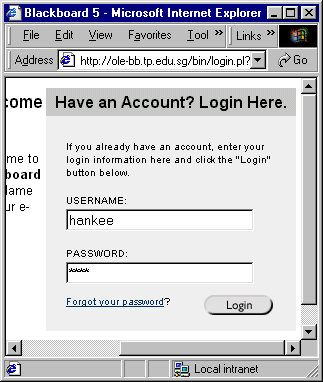 Blackboard 5 - Microsoft Internet Explorer
File Edit View Favorites Tool » Links »
Address http://ole-bb.tp.edu.sg/bin/login.pl? Go
come
Have an Account? Login Here.
If you already have an account, enter your
me to
login information here and click the "Login"
board
button below.
lame
ur e-
USERNAME:
hankee
PASSWORD:
****
Forgot your password?
Login
Local intranet